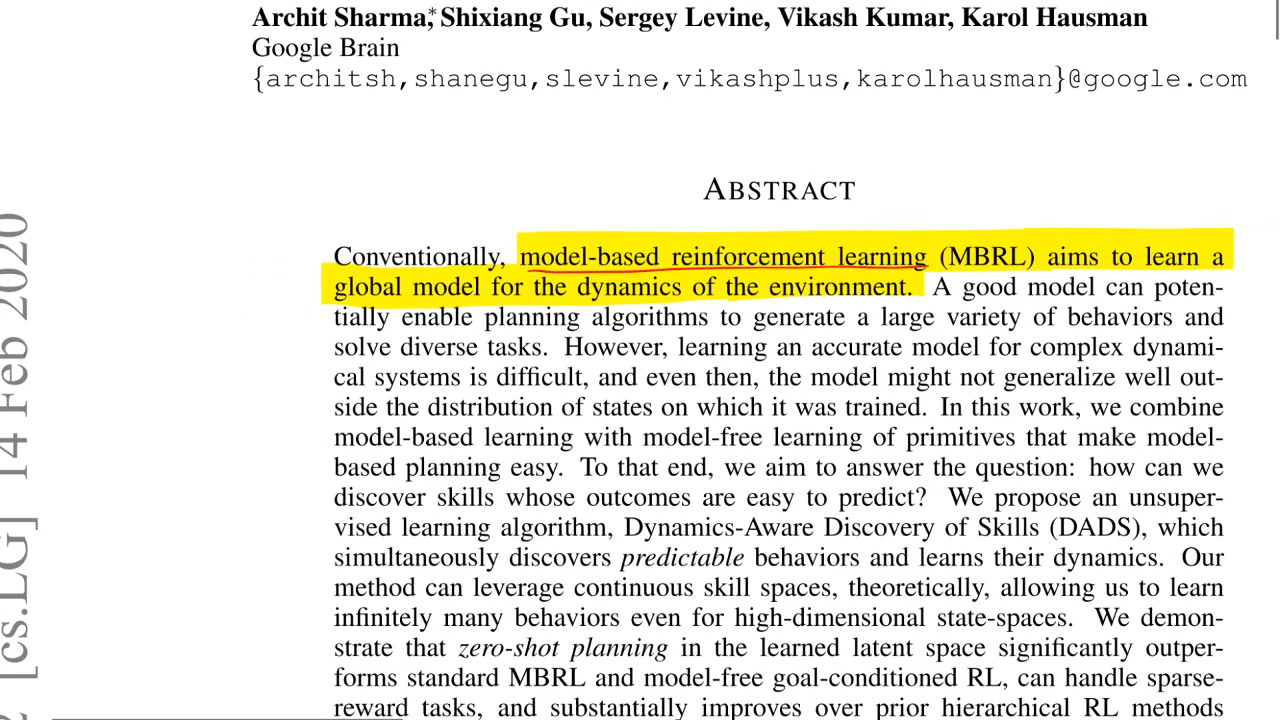 Archit Sharma,* Shixiang Gu, Sergey Levine, Vikash Kumar, Karol Hausman
Google Brain
{architsh,shanegu,slevine,vikashplus,karolhausman}@google.com
ABSTRACT
Conventionally, model-based reinforcement learning (MBRL) aims to learn a
global model for the dynamics of the environment. A good model can poten-
tially enable planning algorithms to generate a large variety of behaviors and
solve diverse tasks. However, learning an accurate model for complex dynami-
cal systems is difficult, and even then, the model might not generalize well out-
side the distribution of states on which it was trained. In this work, we combine
model-based learning with model-free learning of primitives that make model-
based planning easy. To that end, we aim to answer the question: how can we
discover skills whose outcomes are easy to predict? We propose an unsuper-
vised learning algorithm, Dynamics-Aware Discovery of Skills (DADS), which
simultaneously discovers predictable behaviors and learns their dynamics. Our
method can leverage continuous skill spaces, theoretically, allowing us to learn
infinitely many behaviors even for high-dimensional state-spaces. We demon-
strate that zero-shot planning in the learned latent space significantly outper-
forms standard MBRL and model-free goal-conditioned RL, can handle sparse-
reward tasks, and substantially improves over prior hierarchical RL methods
2 [cs.LG] 14 Feb 2020